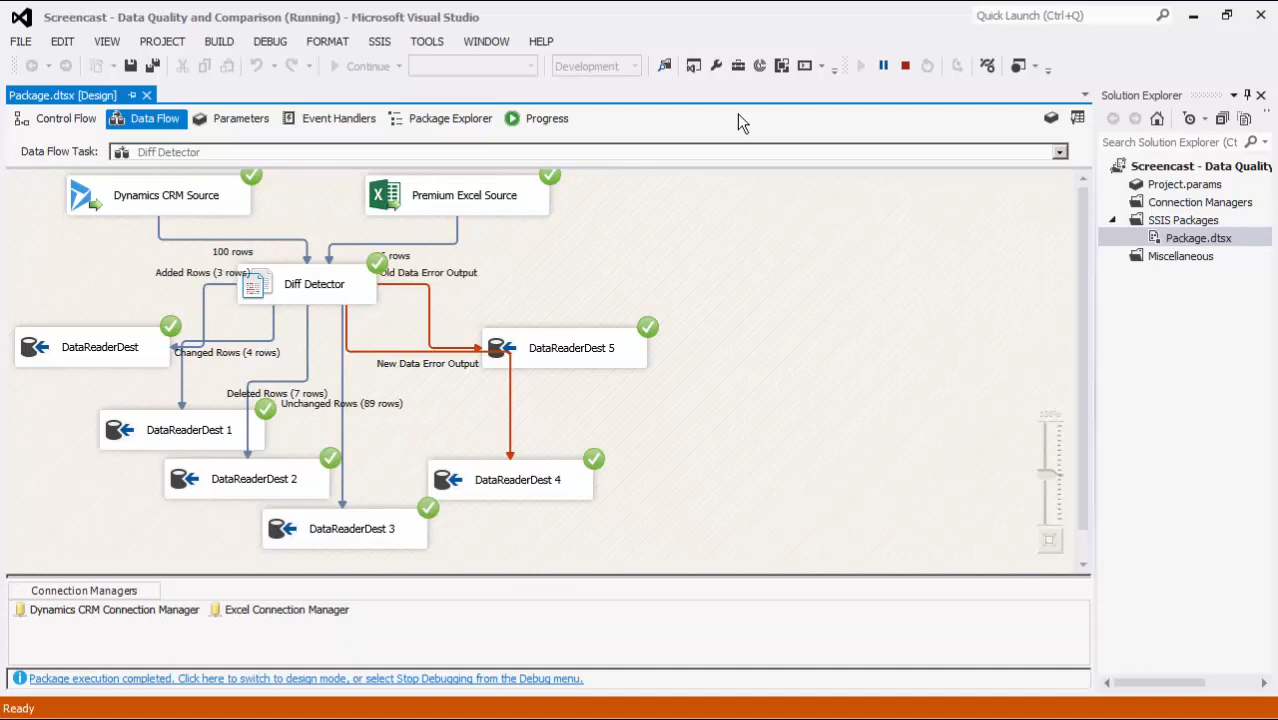 Screencast - Data Quality and Comparison (Running) - Microsoft Visual Studio
Quick Launch (Ctrl+Q)
FILE EDIT VIEW PROJECT BUILD DEBUG FORMAT SSIS TOOLS WINDOW HELP
Continue Development
Package.dtsx [Design]
Solution Explorer
Control Flow Data Flow Parameters Event Handlers Package Explorer Progress
Search Solution Explorer (Ct
Data Flow Task: Diff Detector
Screencast - Data Quality
Project.params
Connection Managers
SSIS Packages
Package.dtsx
Miscellaneous
Dynamics CRM Source
Premium Excel Source
100 rows
rows
Added Rows (3 rows)
Old Data Error Output
Diff Detector
DataReaderDest
DataReaderDest 5
Changed Rows (4 rows)
New Data Error Output
Deleted Rows (7 rows)
Unchanged Rows (89 rows)
100%
DataReaderDest 1
DataReaderDest 2
DataReaderDest 4
DataReaderDest 3
Connection Managers
Dynamics CRM Connection Manager Excel Connection Manager
Package execution completed. Click here to switch to design mode, or select Stop Debugging from the Debug menu.
Ready